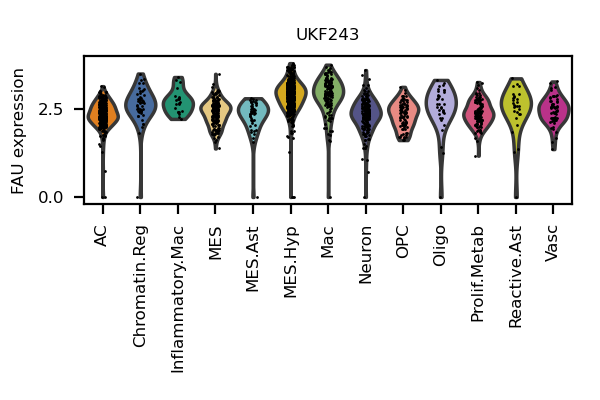 UKF243
FAU expression
2.5
0.0
AC
Chromatin.Reg
Inflammatory.Mac
MES
MES.Ast
MES.Hyp
Mac
Neuron
OPC
Oligo
Prolif.Metab
Reactive.Ast
Vasc